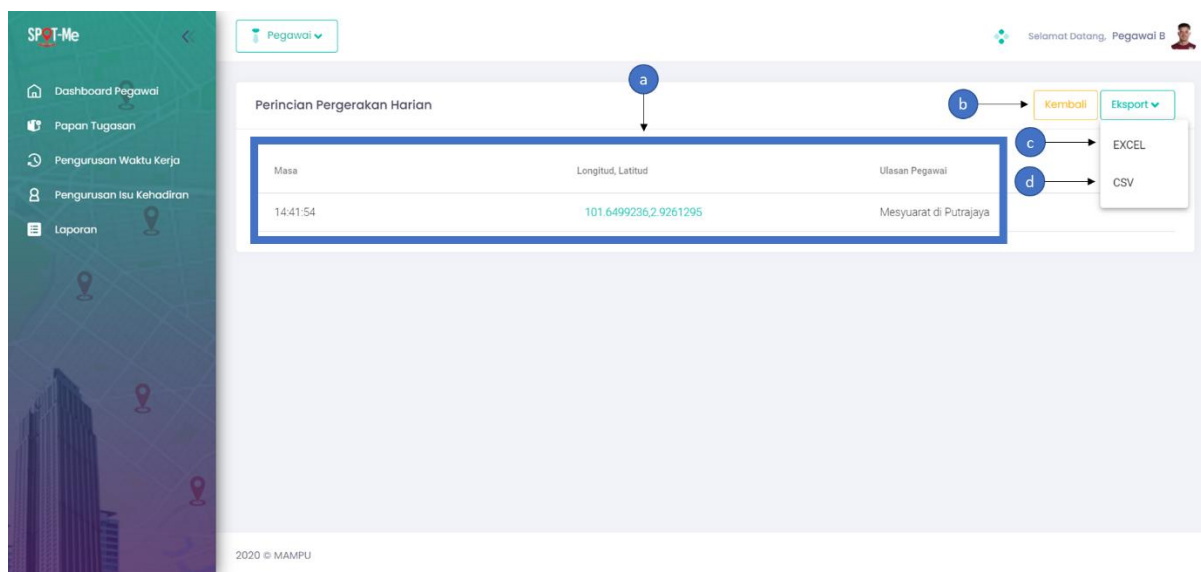 SPOT-Me
Pegawai
Selamat Datang, Pegawai B
Dashboard Pegawai
Papan Tugasan
Pengurusan Waktu Kerja
Pengurusan Isu Kehadiran
Laporan
a
Perincian Pergerakan Harian
b
Kembali
Eksport
c
EXCEL
d
CSV
Masa
Longitud, Latitud
Ulasan Pegawai
14:41:54
101.6499236,2.9261295
Mesyuarat di Putrajaya
2020 © MAMPU